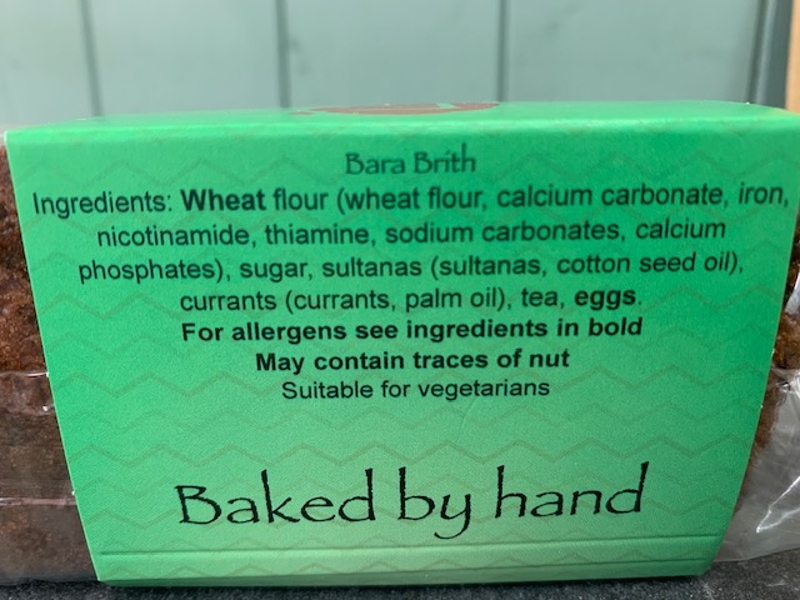 Bara Brith
Ingredients: Wheat flour (wheat flour, calcium carbonate, iron,
nicotinamide, thiamine, sodium carbonates, calcium
phosphates), sugar, sultanas (sultanas, cotton seed oil),
currants (currants, palm oil), tea, eggs.
For allergens see ingredients in bold
May contain traces of nut
Suitable for vegetarians
Baked by hand